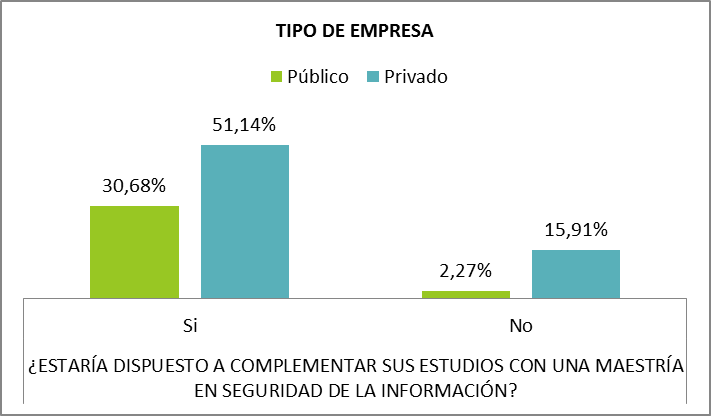 TIPO DE EMPRESA
Público Privado
51,14%
30,68%
15,91%
2,27%
Si No
¿ESTARÍA DISPUESTO A COMPLEMENTAR SUS ESTUDIOS CON UNA MAESTRÍA
EN SEGURIDAD DE LA INFORMACIÓN?